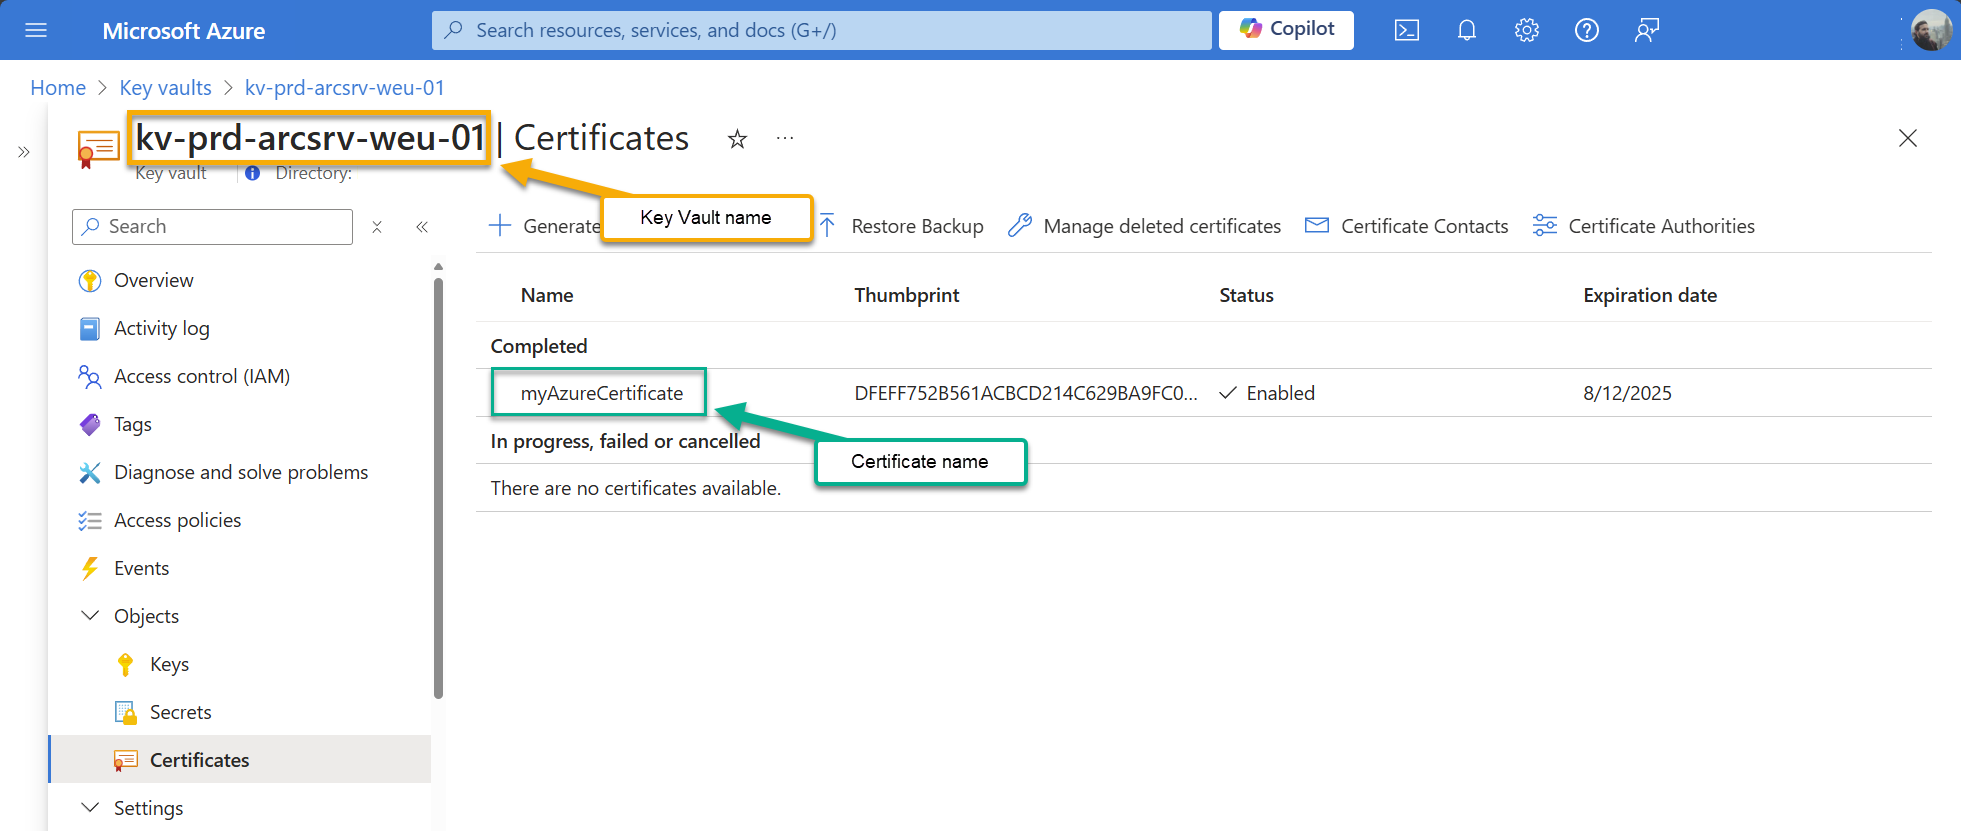 Microsoft Azure
Search resources, services, and docs (G+/)
Copilot
Home > Key vaults > kv-prd-arcsrv-weu-01
kv-prd-arcsrv-weu-01 | Certificates
Key vault
Directory:
Key Vault name
Search
Generate
Restore Backup
Manage deleted certificates
Certificate Contacts
Certificate Authorities
Overview
Activity log
Access control (IAM)
Tags
Diagnose and solve problems
Access policies
Events
Objects
Keys
Secrets
Certificates
Settings
Name Thumbprint Status Expiration date
Completed
myAzureCertificate DFEFF752B561ACBCD214C629BA9FC0... Enabled 8/12/2025
In progress, failed or cancelled
Certificate name
There are no certificates available.